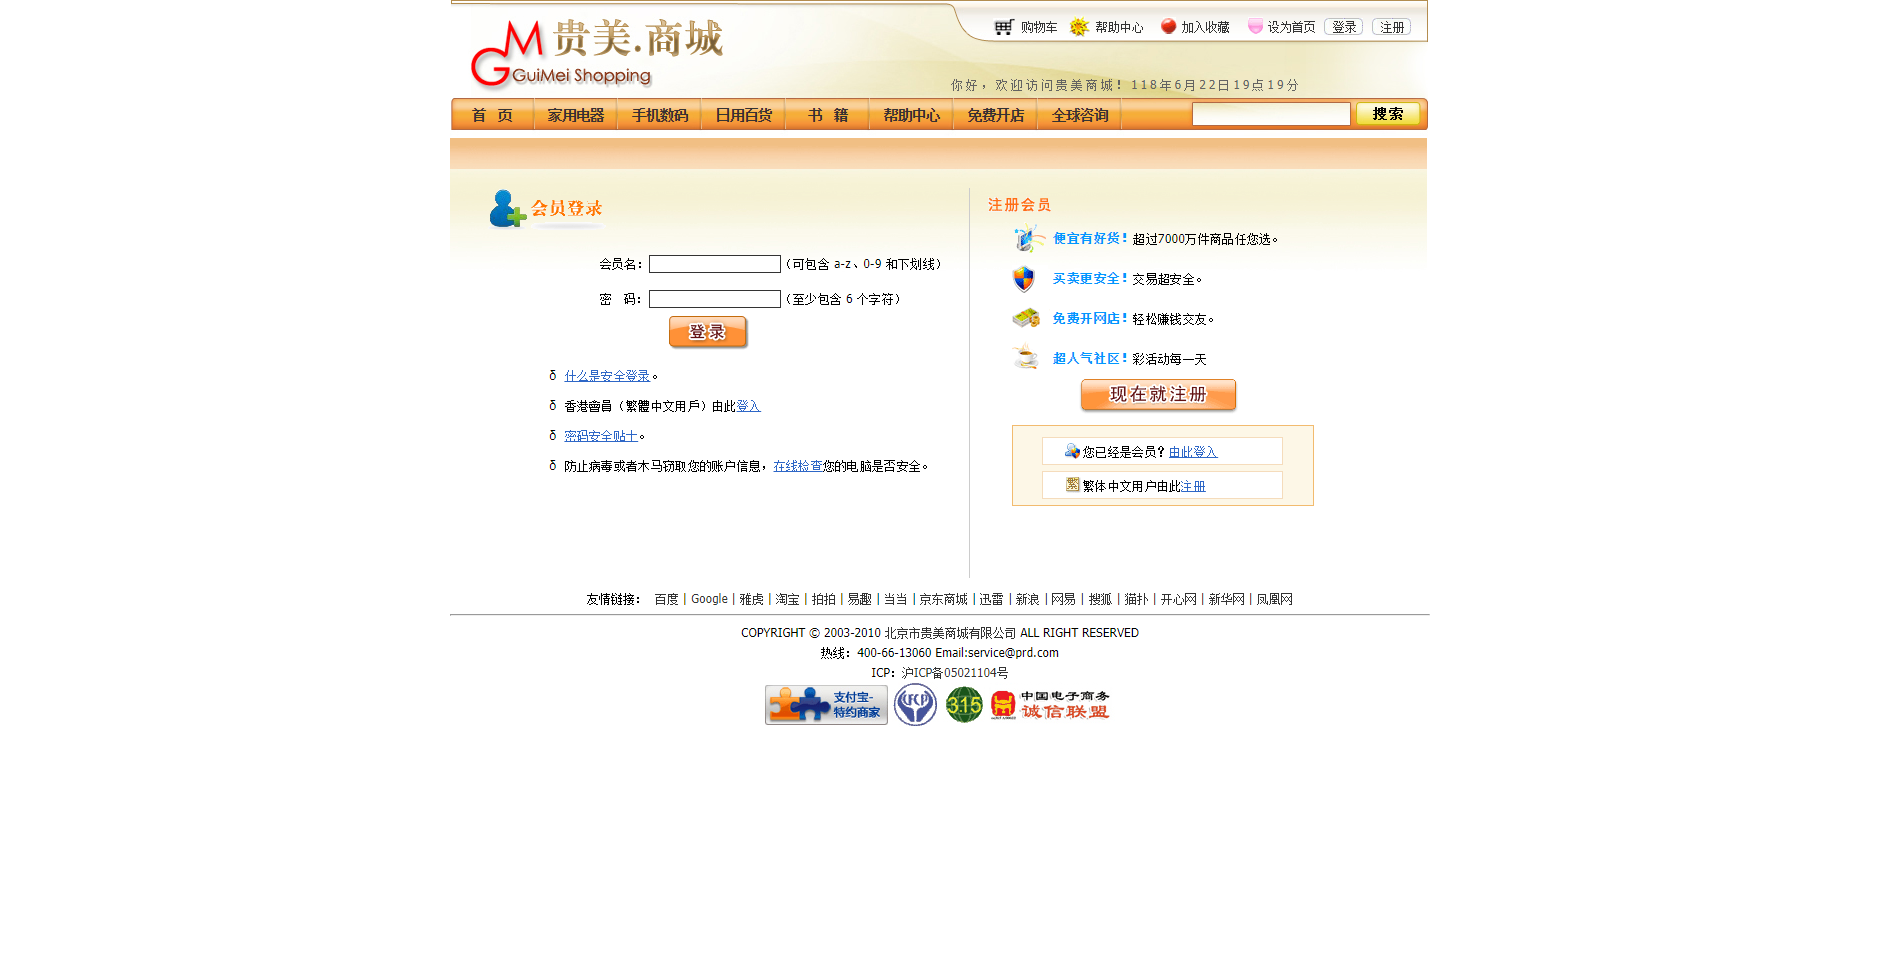 购物车 帮助中心 加入收藏 设为首页 登录 注册
贵美.商城
GM
GuiMei Shopping
你好，欢迎访问贵美商城！118年6月22日19点19分
首 页 家用电器 手机数码 日用百货 书 籍 帮助中心 免费开店 全球咨询 搜索
会员登录
会员名： （可包含 a-z、0-9 和下划线）
密 码： （至少包含 6 个字符）
登录
δ 什么是安全登录。
δ 香港會員（繁體中文用戶）由此登入
δ 密码安全贴士。
δ 防止病毒或者木马窃取您的账户信息，在线检查您的电脑是否安全。
注册会员
便宜有好货！超过7000万件商品任您选。
买卖更安全！交易超安全。
免费开网店！轻松赚钱交友。
超人气社区！彩活动每一天
现在就注册
您已经是会员？由此登入
繁 繁体中文用户由此注册
友情链接： 百度 | Google | 雅虎 | 淘宝 | 拍拍 | 易趣 | 当当 | 京东商城 | 迅雷 | 新浪 | 网易 | 搜狐 | 猫扑 | 开心网 | 新华网 | 凤凰网
COPYRIGHT © 2003-2010 北京市贵美商城有限公司 ALL RIGHT RESERVED
热线：400-66-13060 Email:service@prd.com
ICP：沪ICP备05021104号
支付宝-
特约商家
315
中国电子商务
诚信联盟